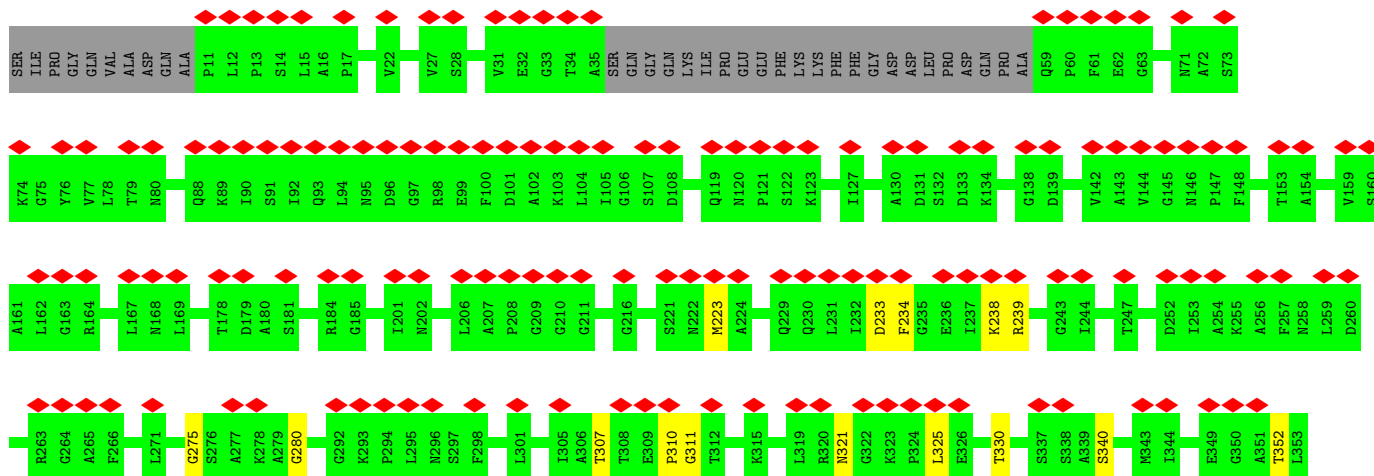 SER ILE PRO GLY GLN VAL ALA ASP GLN ALA P11 L12 P13 S14 L15 A16 P17 V22 V27 S28 V31 E32 G33 T34 A35 SER GLN GLY GLN LYS ILE PRO GLU GLU PHE LYS LYS PHE PHE GLY ASP ASP LEU PRO ASP GLN PRO ALA Q59 P60 F61 E62 G63 N71 A72 S73
K74 G75 Y76 V77 L78 T79 N80 Q88 K89 I90 S91 I92 Q93 L94 N95 D96 G97 R98 E99 F100 D101 A102 K103 L104 I105 G106 S107 D108 Q119 N120 P121 S122 K123 I127 A130 D131 S132 D133 K134 G138 D139 V142 A143 V144 G145 N146 P147 F148 T153 A154 V159 S160
A161 L162 G163 R164 L167 N168 L169 T178 D179 A180 S181 R184 G185 I201 N202 L206 A207 P208 G209 G210 G211 G216 S221 N222 M223 A224 Q229 Q230 L231 I232 D233 F234 G235 E236 I237 K238 R239 G243 I244 T247 D252 I253 A254 K255 A256 F257 N258 L259 D260
R263 G264 A265 F266 L271 G275 S276 A277 K278 A279 G280 G292 K293 P294 L295 N296 S297 F298 L301 I305 A306 T307 T308 E309 P310 G311 T312 K315 L319 R320 N321 G322 K323 P324 L325 E326 T330 S337 S338 A339 S340 M343 I344 E349 G350 A351 T352 L353